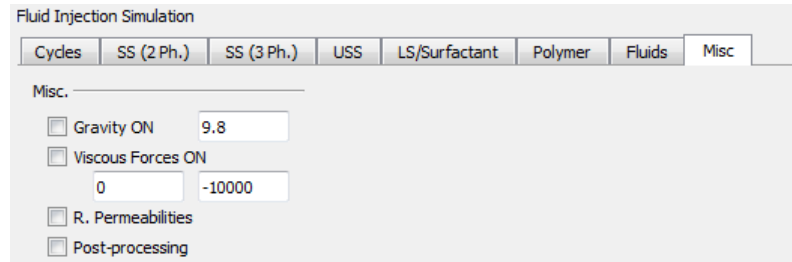 Fluid Injection Simulation
Cycles SS (2 Ph.) SS (3 Ph.) USS LS/Surfactant Polymer Fluids Misc
Misc.
Gravity ON 9.8
Viscous Forces ON
0 -10000
R. Permeabilities
Post-processing